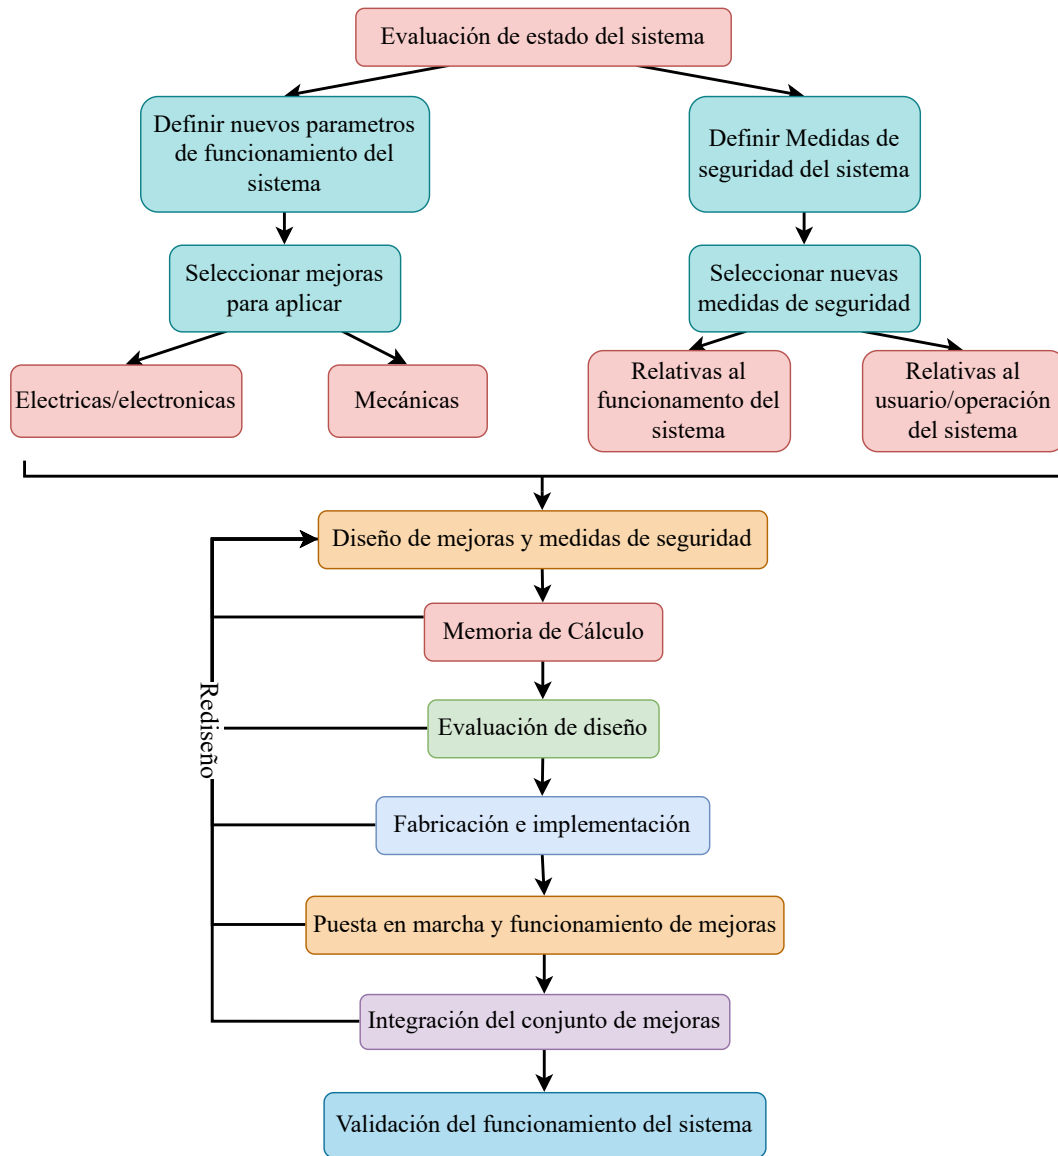 Evaluación de estado del sistema
Definir nuevos parametros
de funcionamiento del
sistema
Definir Medidas de
seguridad del sistema
Seleccionar mejoras
para aplicar
Seleccionar nuevas
medidas de seguridad
Electricas/electronicas
Mecánicas
Relativas al
funcionamento del
sistema
Relativas al
usuario/operación
del sistema
Diseño de mejoras y medidas de seguridad
Memoria de Cálculo
Rediseño
Evaluación de diseño
Fabricación e implementación
Puesta en marcha y funcionamiento de mejoras
Integración del conjunto de mejoras
Validación del funcionamiento del sistema